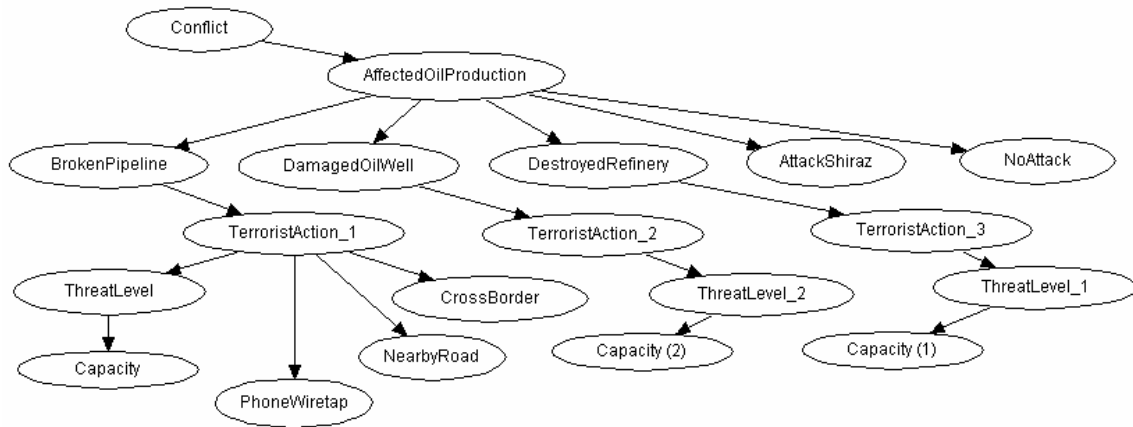 Conflict
AffectedOilProduction
BrokenPipeline
DamagedOilWell
DestroyedRefinery
AttackShiraz
NoAttack
TerroristAction_1
TerroristAction_2
TerroristAction_3
ThreatLevel
CrossBorder
ThreatLevel_2
ThreatLevel_1
Capacity
NearbyRoad
Capacity (2)
Capacity (1)
PhoneWiretap